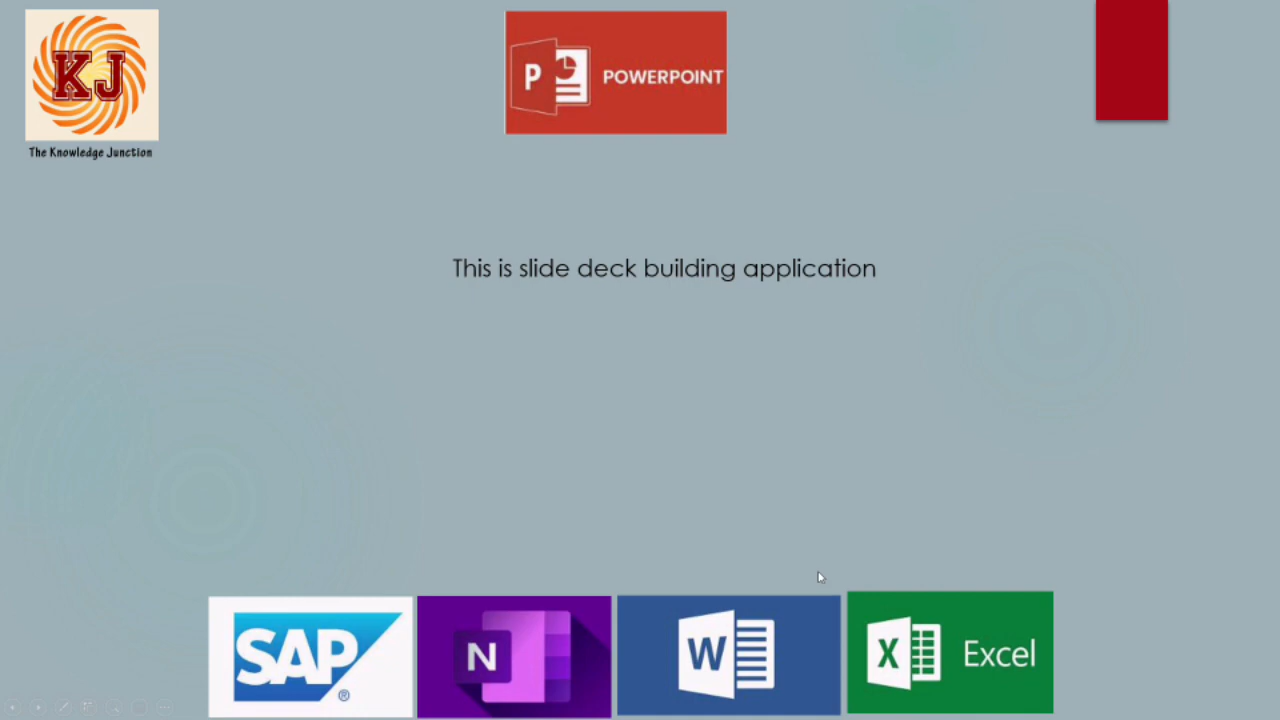 KJ
The Knowledge Junction
P POWERPOINT
This is slide deck building application
SAP ®
N
W
X Excel